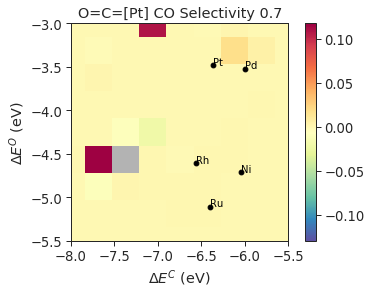 O=C=[Pt] CO Selectivity 0.7
−3.0
−3.5
−4.0
−4.5
−5.0
−5.5
ΔE^O (eV)
Pt
Pd
Rh
Ni
Ru
−8.0 −7.5 −7.0 −6.5 −6.0 −5.5
ΔE^C (eV)
0.10
0.05
0.00
−0.05
−0.10